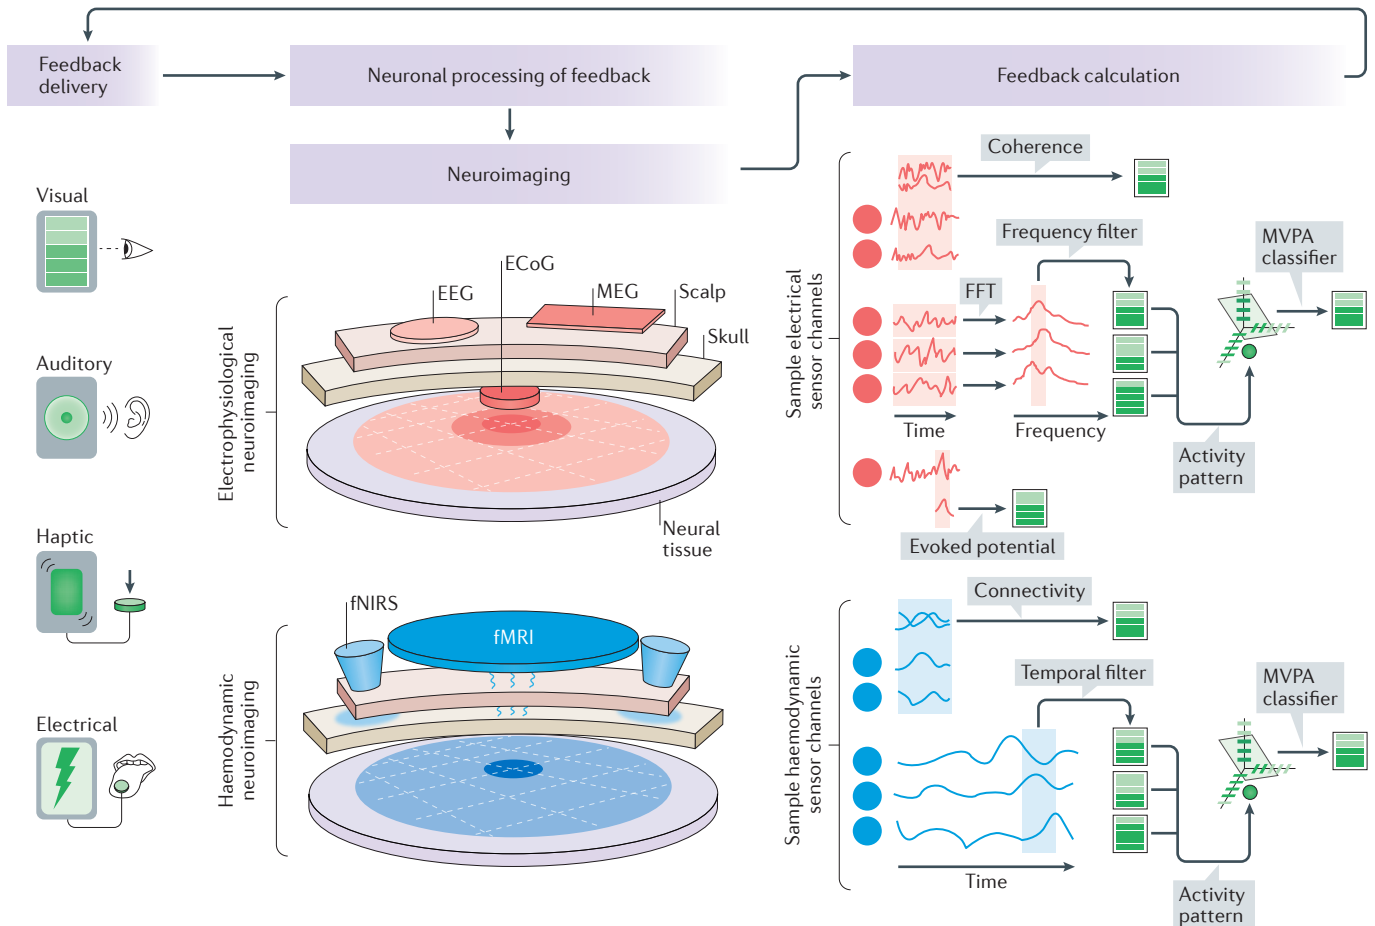 Feedback
delivery
Neuronal processing of feedback
Feedback calculation
Neuroimaging
Visual
Auditory
Haptic
Electrical
Electrophysiological
neuroimaging
EEG
ECoG
MEG
Scalp
Skull
Neural
tissue
Haemodynamic
neuroimaging
fNIRS
fMRI
Sample electrical
sensor channels
Coherence
Frequency filter
FFT
MVPA
classifier
Time
Frequency
Activity
pattern
Evoked potential
Sample haemodynamic
sensor channels
Connectivity
Temporal filter
MVPA
classifier
Time
Activity
pattern